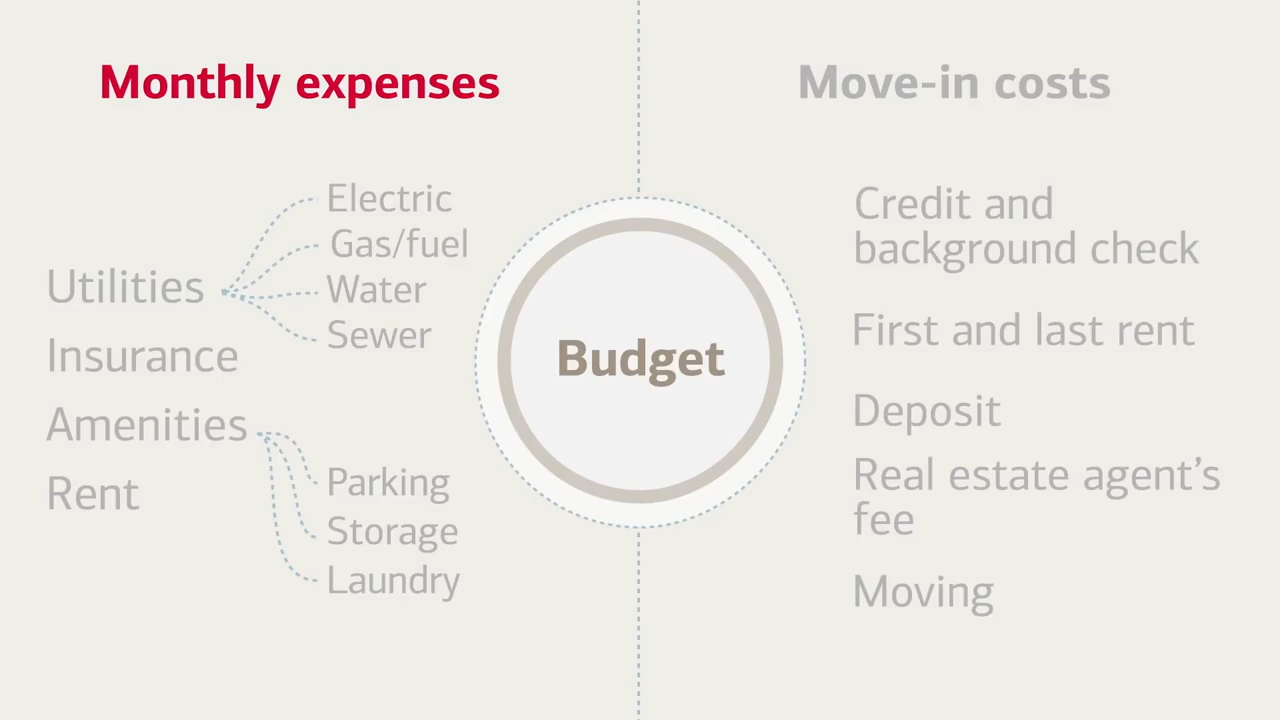 Monthly expenses
Utilities
Electric
Gas/fuel
Water
Sewer
Insurance
Amenities
Parking
Storage
Laundry
Rent
Budget
Move-in costs
Credit and
background check
First and last rent
Deposit
Real estate agent’s
fee
Moving